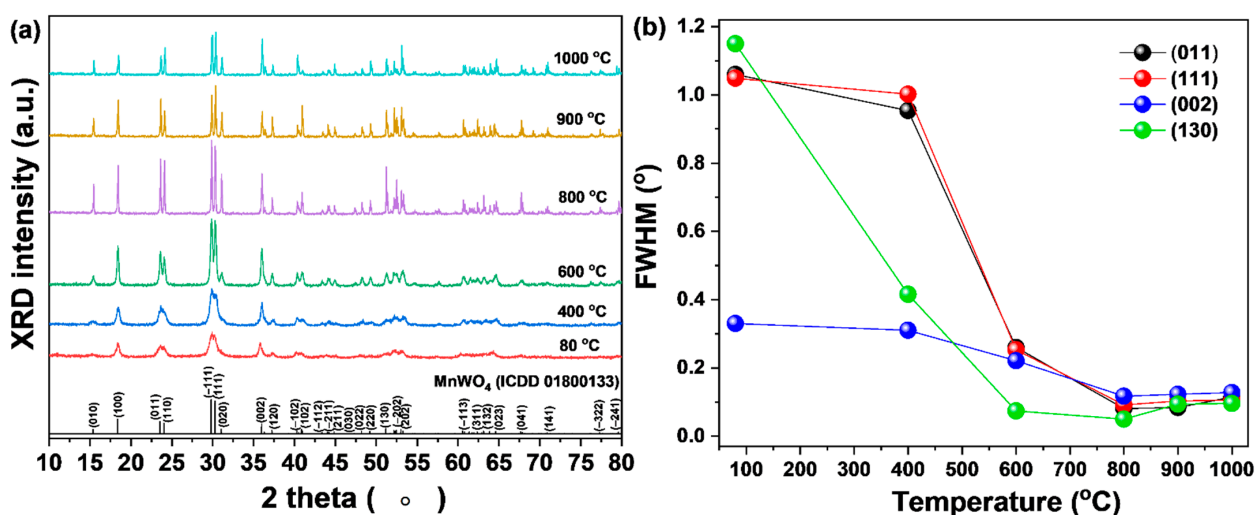 (a)
XRD intensity (a.u.)
1000 °C
900 °C
800 °C
600 °C
400 °C
80 °C
MnWO₄ (ICDD 01800133)
(010)
(100)
(011)
(110)
(-111)
(111)
(020)
(002)
(120)
(-102)
(102)
(-112)
(-211)
(211)
(030)
(022)
(220)
(130)
(-202)
(202)
(-113)
(311)
(132)
(023)
(041)
(141)
(-322)
(-241)
10 15 20 25 30 35 40 45 50 55 60 65 70 75 80
2 theta ( ○ )
(b)
FWHM (°)
1.2
1.0
0.8
0.6
0.4
0.2
0.0
(011)
(111)
(002)
(130)
100 200 300 400 500 600 700 800 900 1000
Temperature (°C)